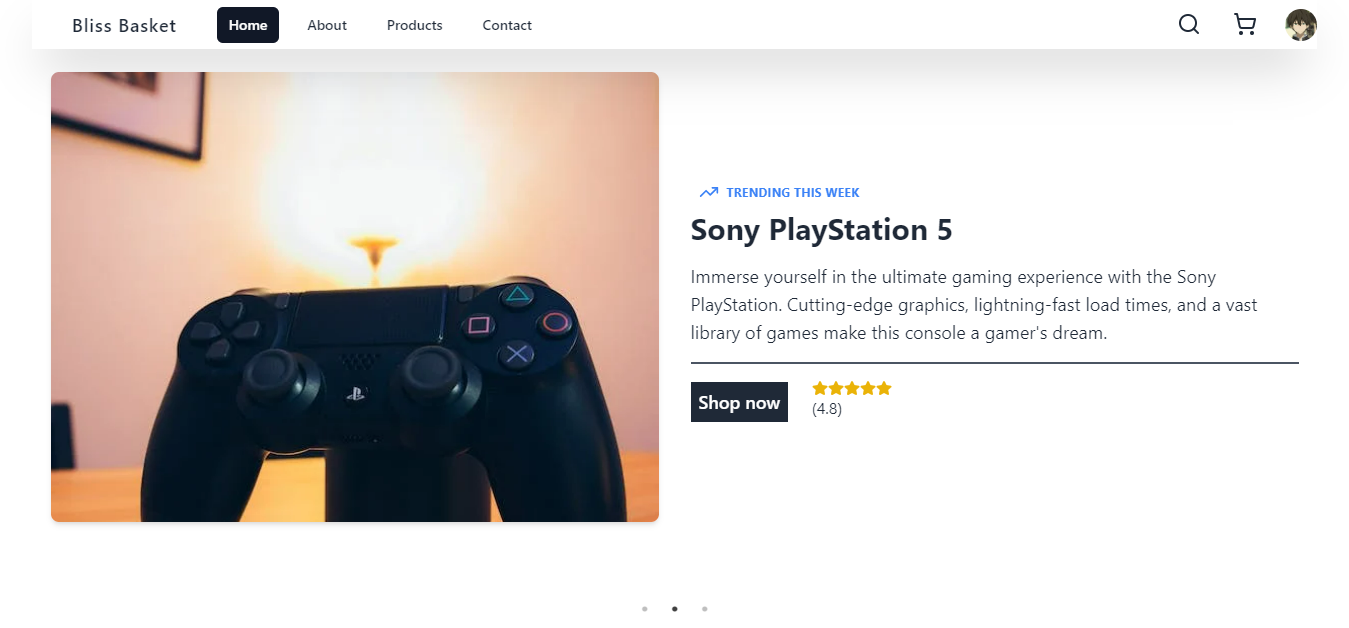 Bliss Basket
Home
About
Products
Contact
TRENDING THIS WEEK
Sony PlayStation 5
Immerse yourself in the ultimate gaming experience with the Sony
PlayStation. Cutting-edge graphics, lightning-fast load times, and a vast
library of games make this console a gamer's dream.
Shop now
(4.8)